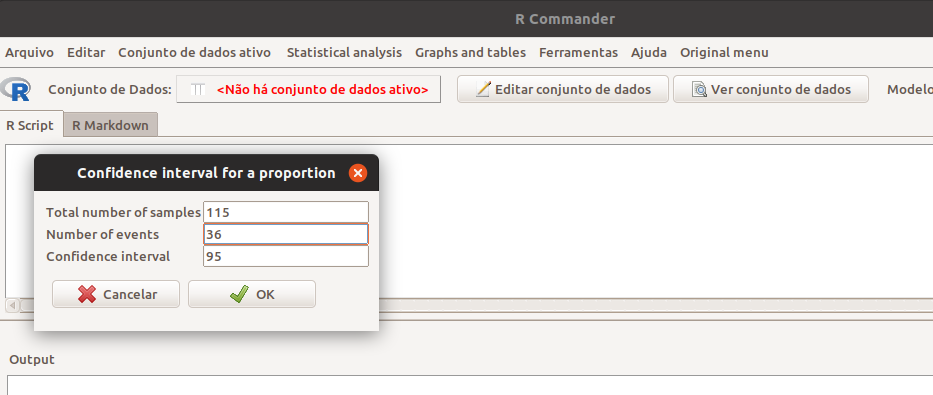 R Commander
Arquivo Editar Conjunto de dados ativo Statistical analysis Graphs and tables Ferramentas Ajuda Original menu
R Conjunto de Dados: <Não há conjunto de dados ativo> Editar conjunto de dados Ver conjunto de dados Modelo
R Script R Markdown
Confidence interval for a proportion
Total number of samples 115
Number of events 36
Confidence interval 95
Cancelar OK
Output